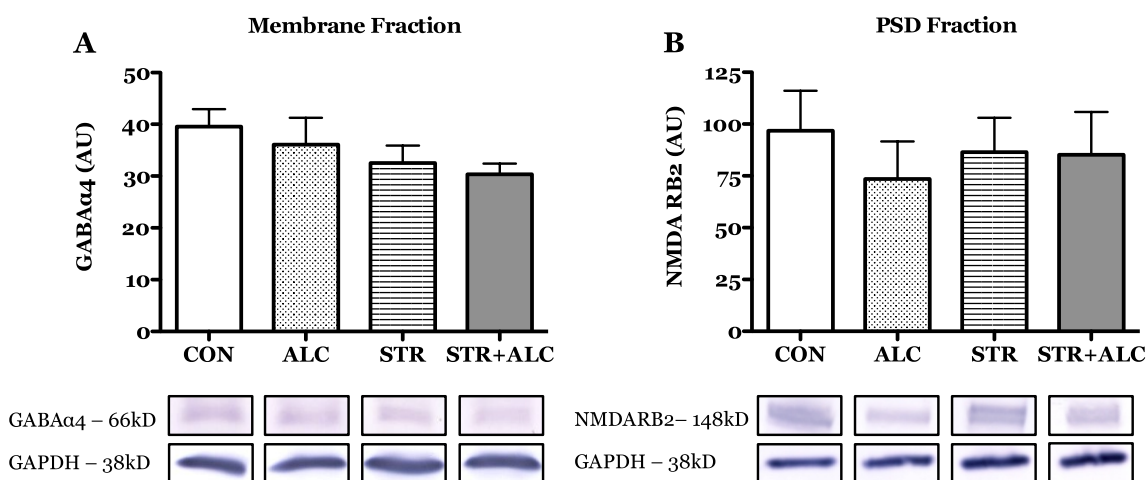 Membrane Fraction
A
GABAα4 (AU)
50
40
30
20
10
0
CON ALC STR STR+ALC
GABAα4 – 66kD
GAPDH – 38kD
PSD Fraction
B
NMDA RB2 (AU)
125
100
75
50
25
0
CON ALC STR STR+ALC
NMDARB2– 148kD
GAPDH – 38kD